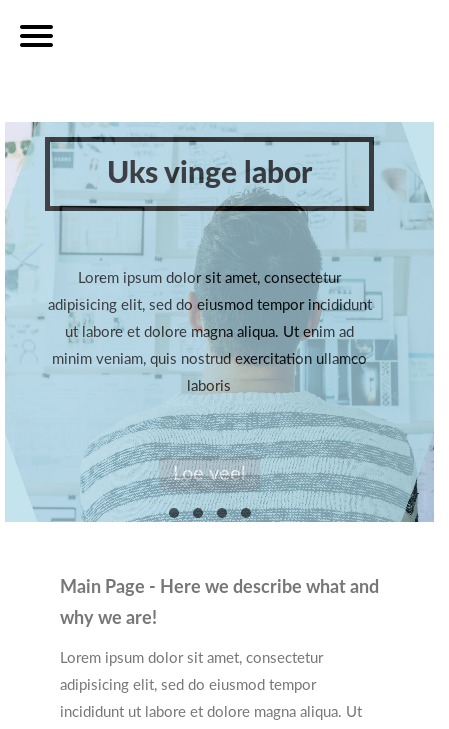 Uks vinge labor
Lorem ipsum dolor sit amet, consectetur
adipisicing elit, sed do eiusmod tempor incididunt
ut labore et dolore magna aliqua. Ut enim ad
minim veniam, quis nostrud exercitation ullamco
laboris
Loe veel
Main Page - Here we describe what and
why we are!
Lorem ipsum dolor sit amet, consectetur
adipisicing elit, sed do eiusmod tempor
incididunt ut labore et dolore magna aliqua. Ut